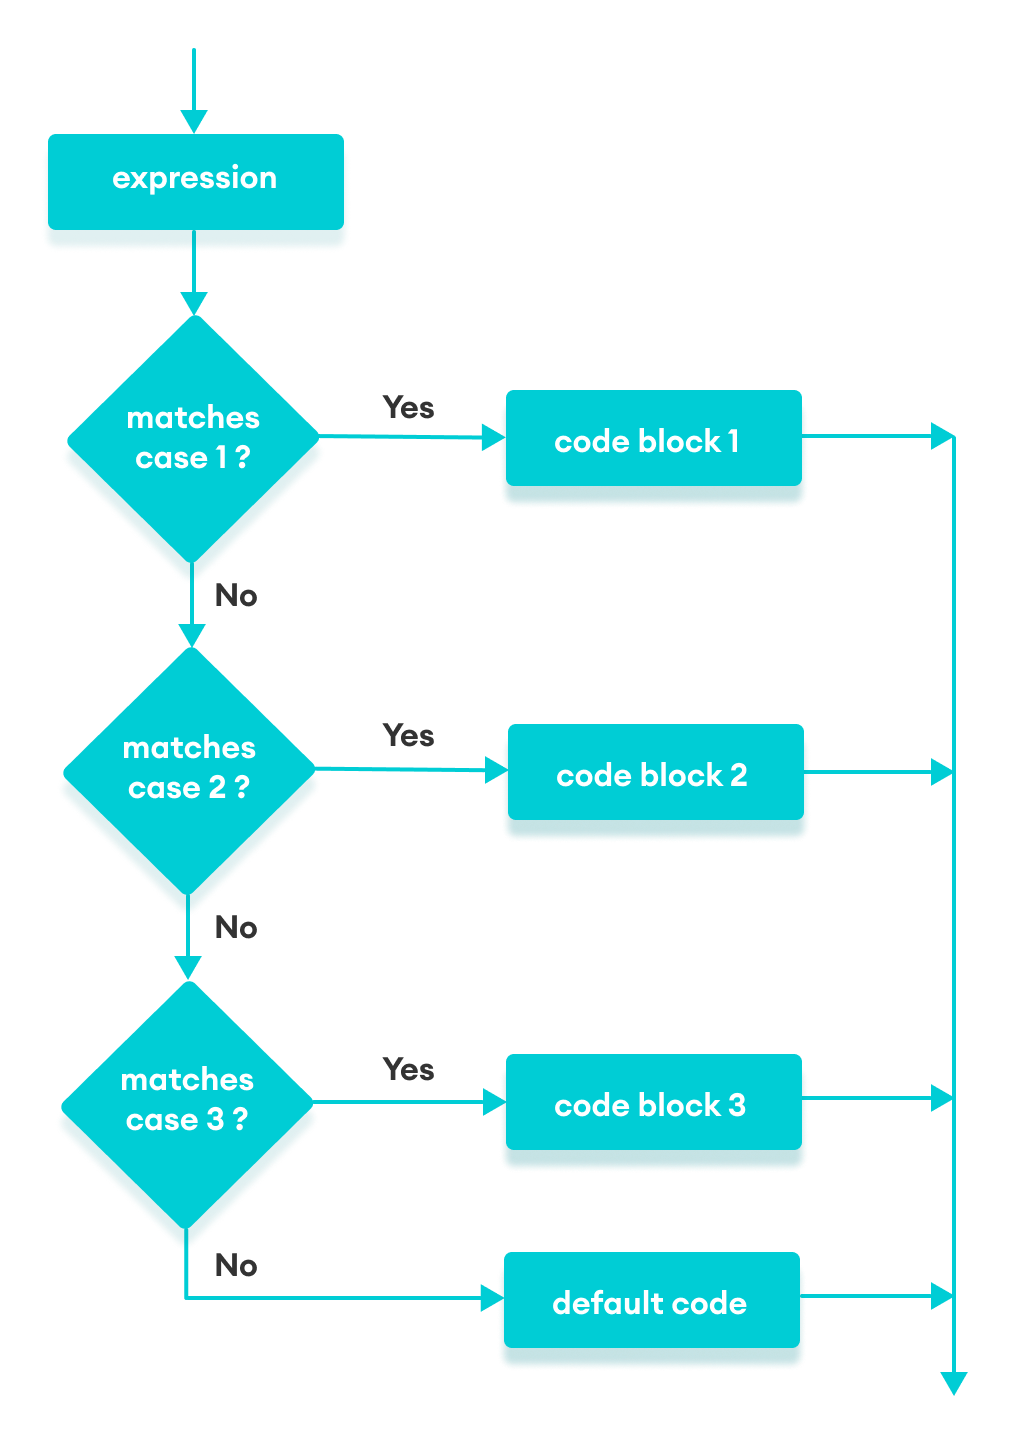 expression
matches
case 1 ?
Yes
code block 1
No
matches
case 2 ?
Yes
code block 2
No
matches
case 3 ?
Yes
code block 3
No
default code